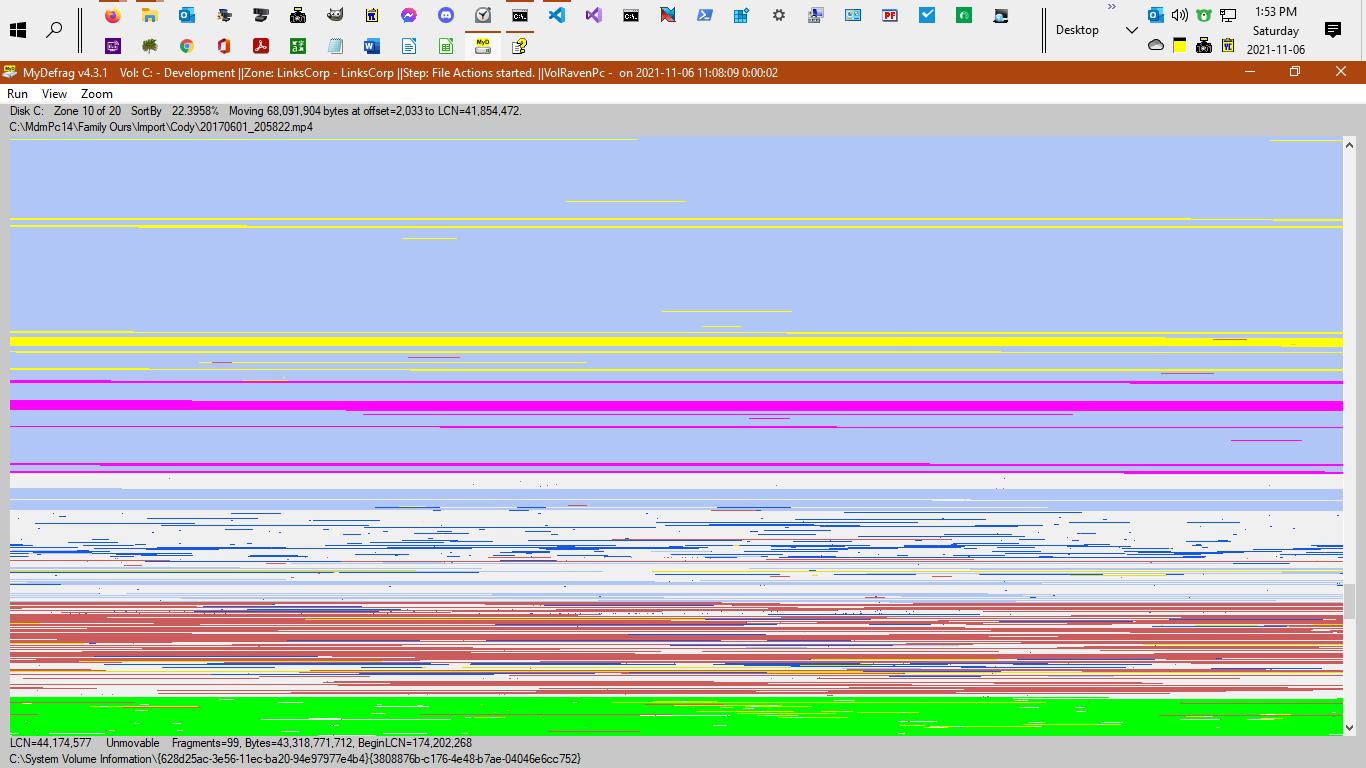 1:53 PM
Desktop
Saturday
2021-11-06
MyDefrag v4.3.1 Vol: C: - Development ||Zone: LinksCorp - LinksCorp ||Step: File Actions started. ||VolRavenPc - on 2021-11-06 11:08:09 0:00:02
Run View Zoom
Disk C: Zone 10 of 20 SortBy 22.3958% Moving 68,091,904 bytes at offset=2,033 to LCN=41,854,472.
C:\MdmPc14\Family Ours\Import\Cody\20170601_205822.mp4
LCN=44,174,577 Unmovable Fragments=99, Bytes=43,318,771,712, BeginLCN=174,202,268
C:\System Volume Information\{628d25ac-3e56-11ec-ba20-94e97977e4b4}{3808876b-c176-4e48-b7ae-04046e6cc752}